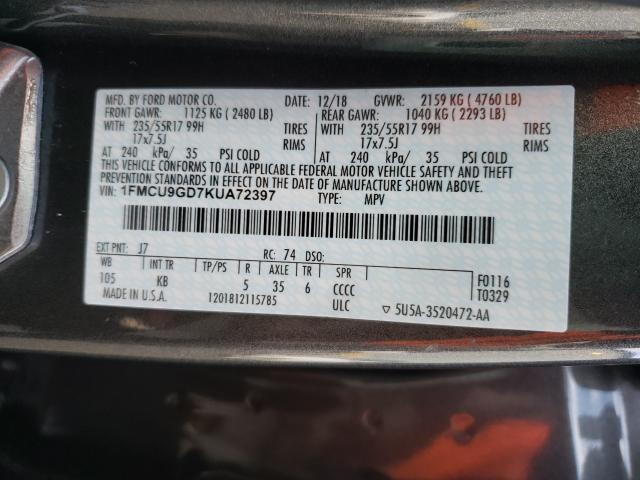 MFD. BY FORD MOTOR CO. DATE: 12/18 GVWR: 2159 KG ( 4760 LB)
FRONT GAWR: 1125 KG ( 2480 LB) REAR GAWR: 1040 KG ( 2293 LB)
WITH 235/55R17 99H TIRES WITH 235/55R17 99H TIRES
17x7.5J RIMS 17x7.5J RIMS
AT 240 kPa/ 35 PSI COLD AT 240 kPa/ 35 PSI COLD
THIS VEHICLE CONFORMS TO ALL APPLICABLE FEDERAL MOTOR VEHICLE SAFETY AND THEFT
PREVENTION STANDARDS IN EFFECT ON THE DATE OF MANUFACTURE SHOWN ABOVE.
VIN: 1FMCU9GD7KUA72397 TYPE: MPV
EXT PNT: J7 RC: 74 DSO:
WB INT TR TP/PS R AXLE TR SPR F0116
105 KB 5 35 6 CCCC T0329
MADE IN U.S.A. 1201812115785 ULC ▽ 5U5A-3520472-AA